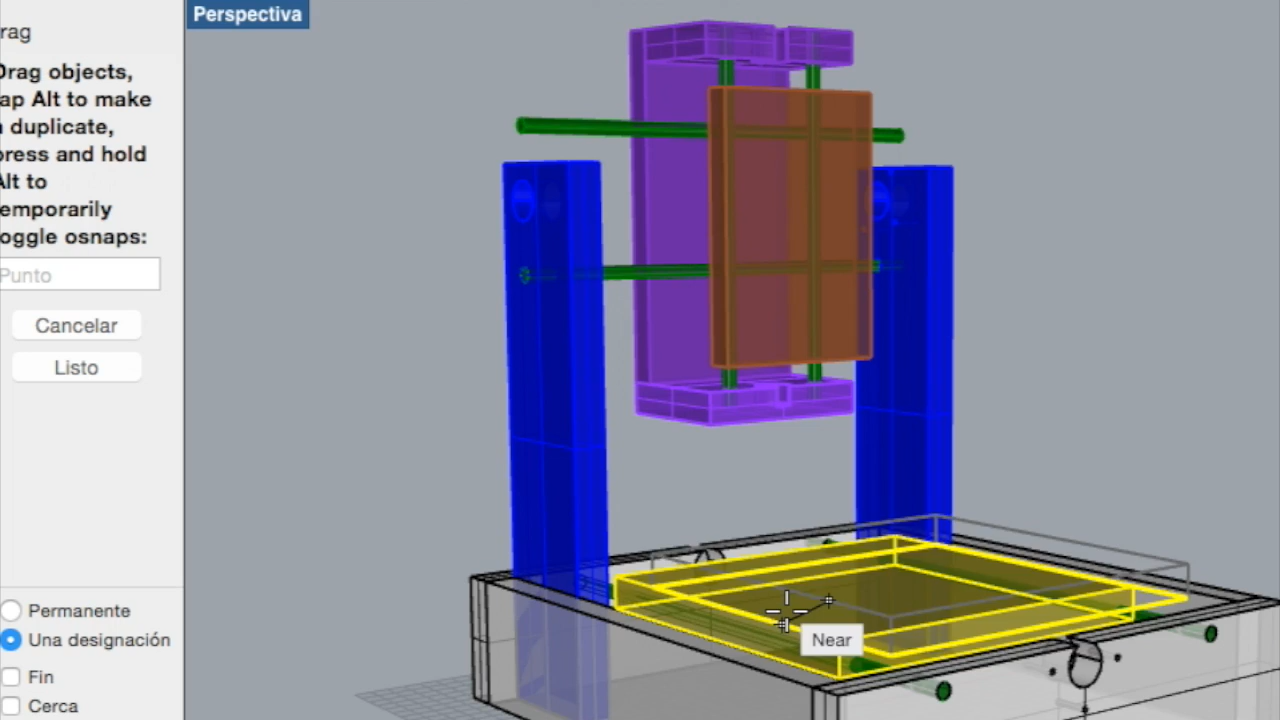 Perspectiva
rag
Drag objects,
ap Alt to make
a duplicate,
press and hold
Alt to
emporarily
oggle osnaps:
Punto
Cancelar
Listo
Near
Permanente
Una designación
Fin
Cerca